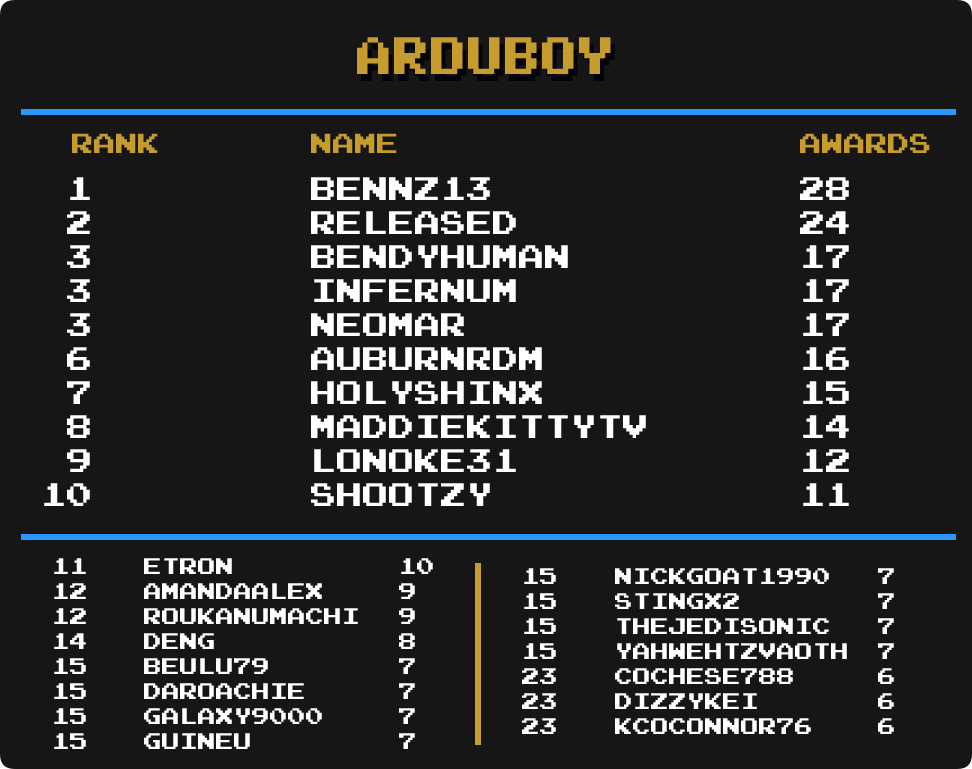 ARDUBOY
RANK NAME AWARDS
1 BENNZ13 28
2 RELEASED 24
3 BENDYHUMAN 17
3 INFERNUM 17
3 NEOMAR 17
6 AUBURNRDM 16
7 HOLYSHINX 15
8 MADDIEKITTYTV 14
9 LONOKE31 12
10 SHOOTZY 11
11 ETRON 10
12 AMANDAALEX 9
12 ROUKANUMACHI 9
14 DENG 8
15 BEULU79 7
15 DAROACHIE 7
15 GALAXY9000 7
15 GUINEU 7
15 NICKGOAT1990 7
15 STINGX2 7
15 THEJEDISONIC 7
15 YAHWEHTZVAOTH 7
23 COCHESE788 6
23 DIZZYKEI 6
23 KCOCONNOR76 6